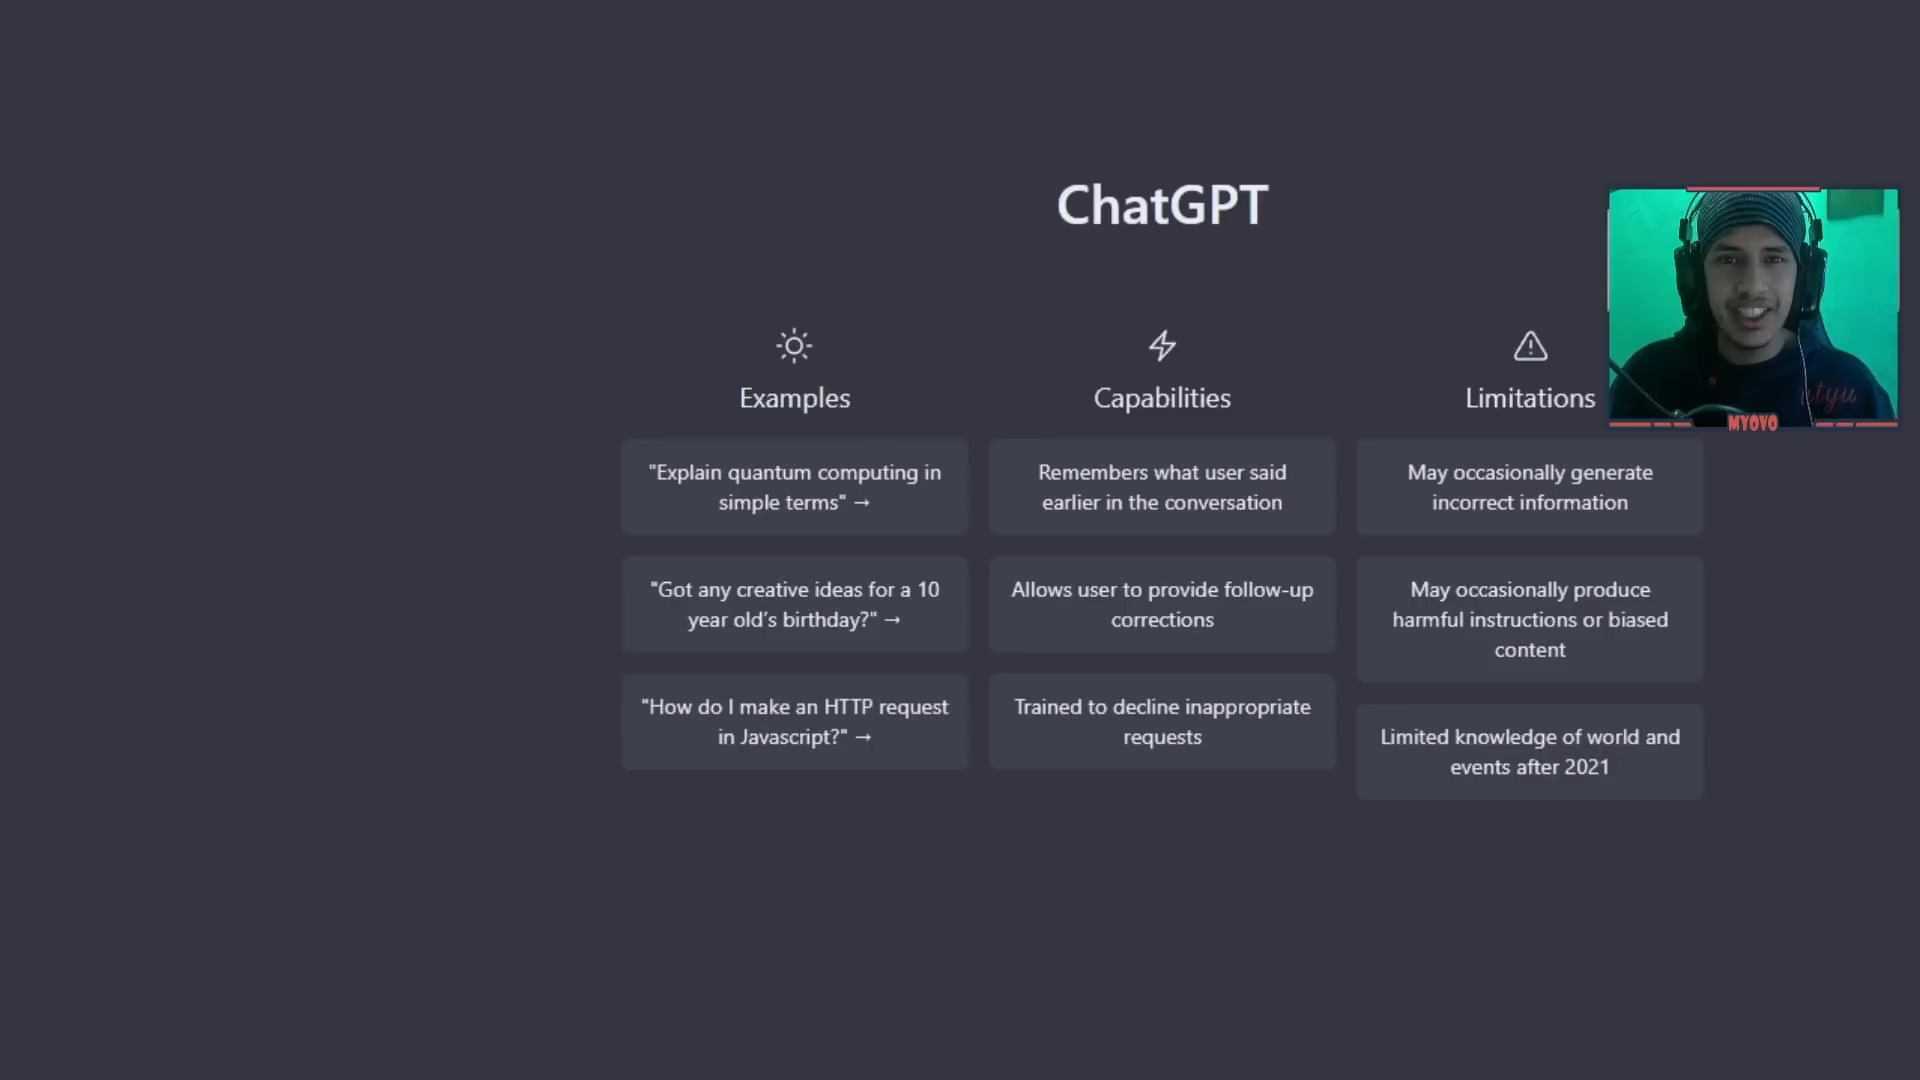 ChatGPT
Examples
"Explain quantum computing in
simple terms" →
"Got any creative ideas for a 10
year old's birthday?" →
"How do I make an HTTP request
in Javascript?" →
Capabilities
Remembers what user said
earlier in the conversation
Allows user to provide follow-up
corrections
Trained to decline inappropriate
requests
Limitations
May occasionally generate
incorrect information
May occasionally produce
harmful instructions or biased
content
Limited knowledge of world and
events after 2021
MYOVO